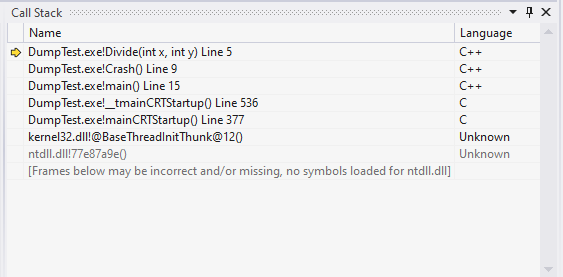 Call Stack
Name Language
DumpTest.exe!Divide(int x, int y) Line 5 C++
DumpTest.exe!Crash() Line 9 C++
DumpTest.exe!main() Line 15 C++
DumpTest.exe!__tmainCRTStartup() Line 536 C
DumpTest.exe!mainCRTStartup() Line 377 C
kernel32.dll!@BaseThreadInitThunk@12() Unknown
ntdll.dll!77e87a9e() Unknown
[Frames below may be incorrect and/or missing, no symbols loaded for ntdll.dll]